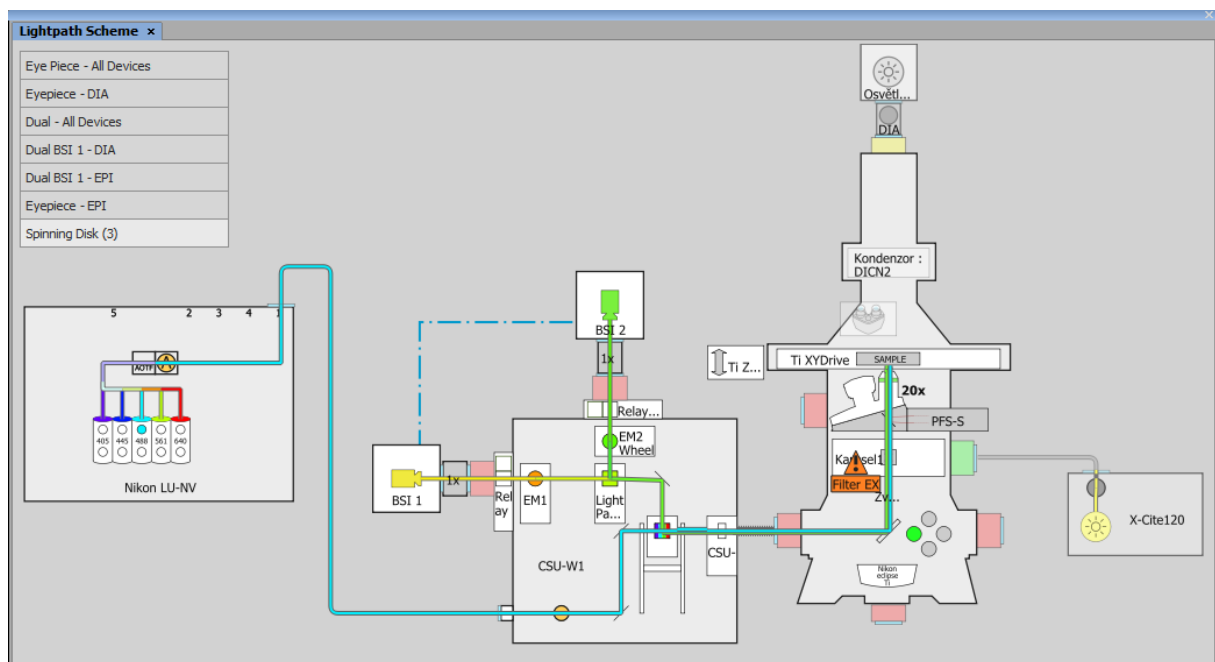 Lightpath Scheme ×
Eye Piece - All Devices
Eyepiece - DIA
Dual - All Devices
Dual BSI 1 - DIA
Dual BSI 1 - EPI
Eyepiece - EPI
Spinning Disk (3)
Osvětl...
DIA
Kondenzor :
DICN2
5 2 3 4 1
AOTF
405 445 488 561 640
Nikon LU-NV
BSI 2
1x
Relay...
EM2
Wheel
BSI 1
1x
Rel
ay
EM1
Light
Pa...
CSU-W1
CSU-
Ti Z...
Ti XYDrive
SAMPLE
20x
PFS-S
Filter EX
Zv...
Nikon
eclipse
Ti
X-Cite120